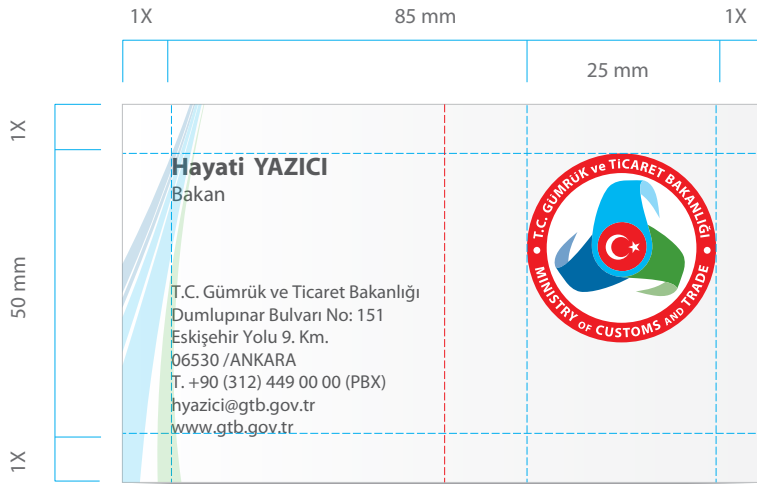 1X
85 mm
1X
25 mm
1X
50 mm
1X
Hayati YAZICI
Bakan
T.C. Gümrük ve Ticaret Bakanlığı
Dumlupınar Bulvarı No: 151
Eskişehir Yolu 9. Km.
06530 /ANKARA
T. +90 (312) 449 00 00 (PBX)
hyazici@gtb.gov.tr
www.gtb.gov.tr
T.C. GÜMRÜK ve TİCARET BAKANLIĞI
MINISTRY OF CUSTOMS AND TRADE